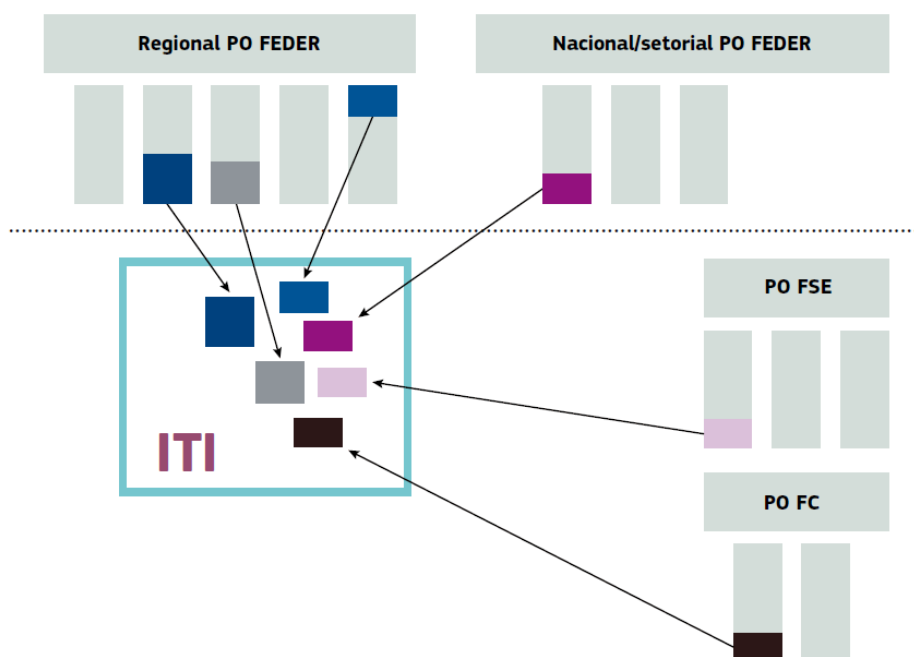 Regional PO FEDER
Nacional/setorial PO FEDER
PO FSE
ITI
PO FC